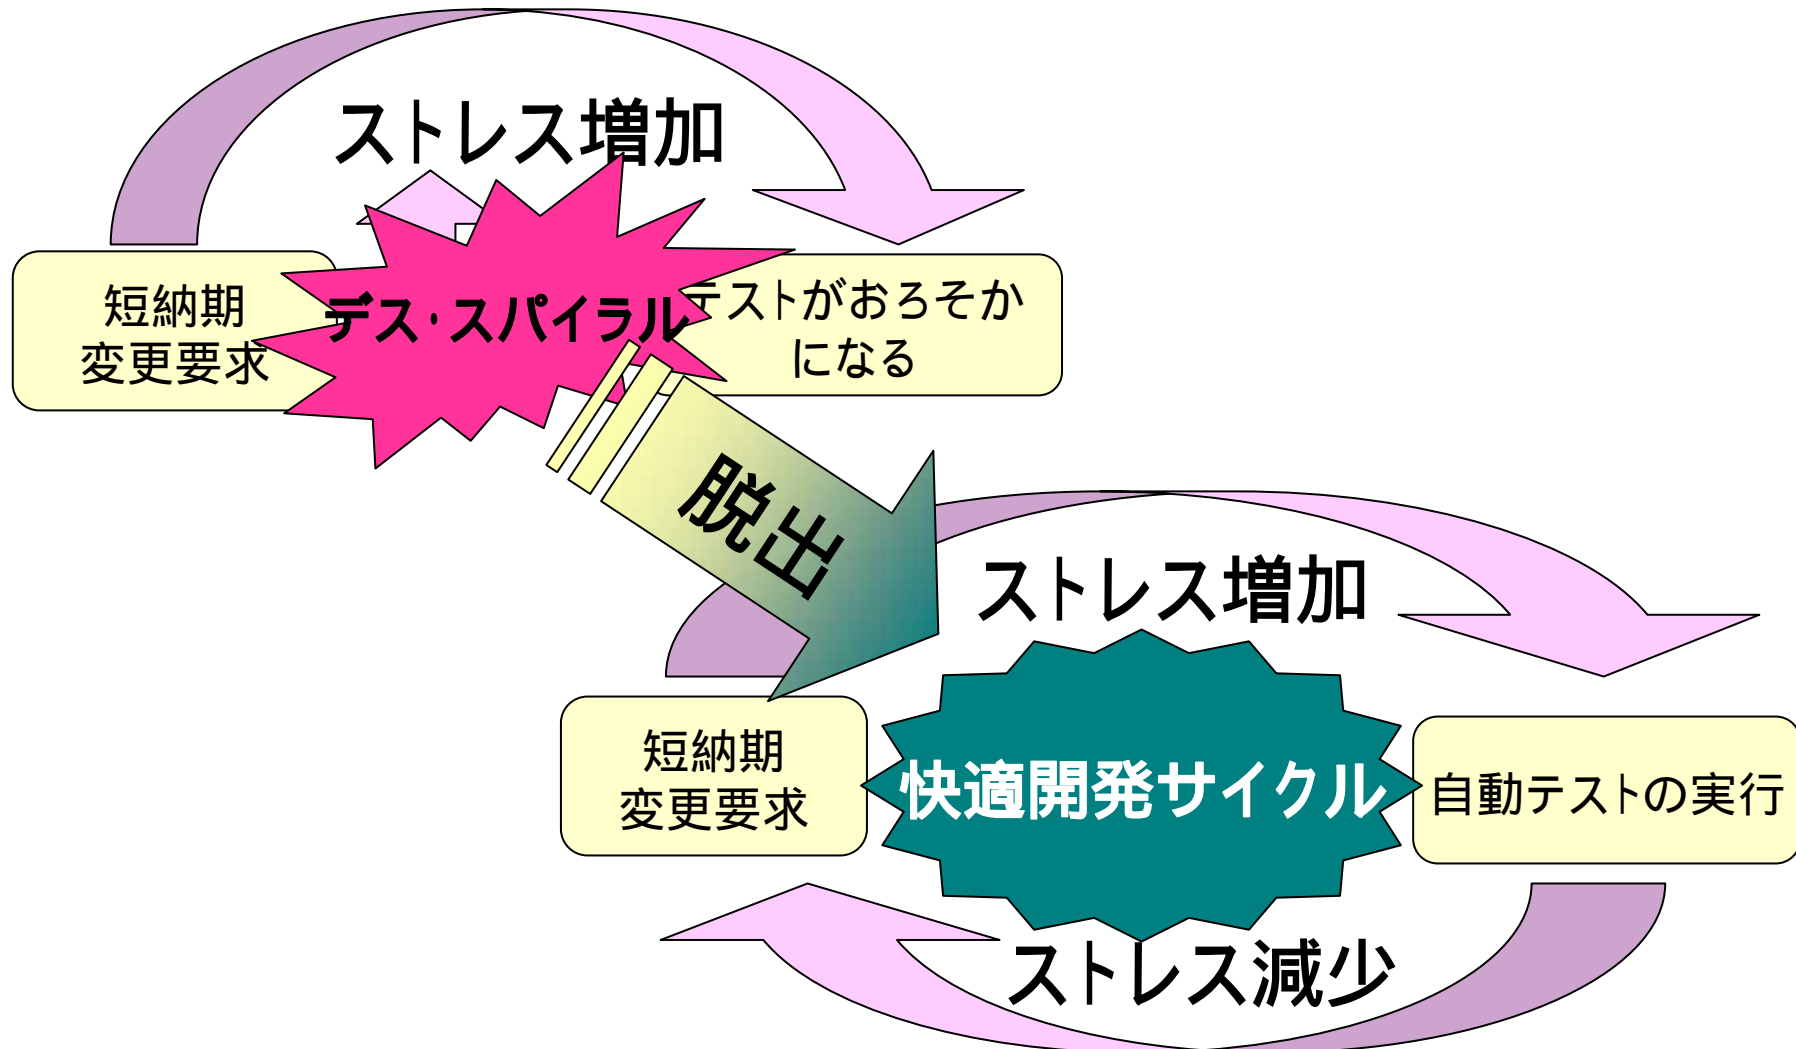 ストレス増加
短納期
変更要求
デス・スパイラル
テストがおろそか
になる
脱出
ストレス増加
短納期
変更要求
快適開発サイクル
自動テストの実行
ストレス減少